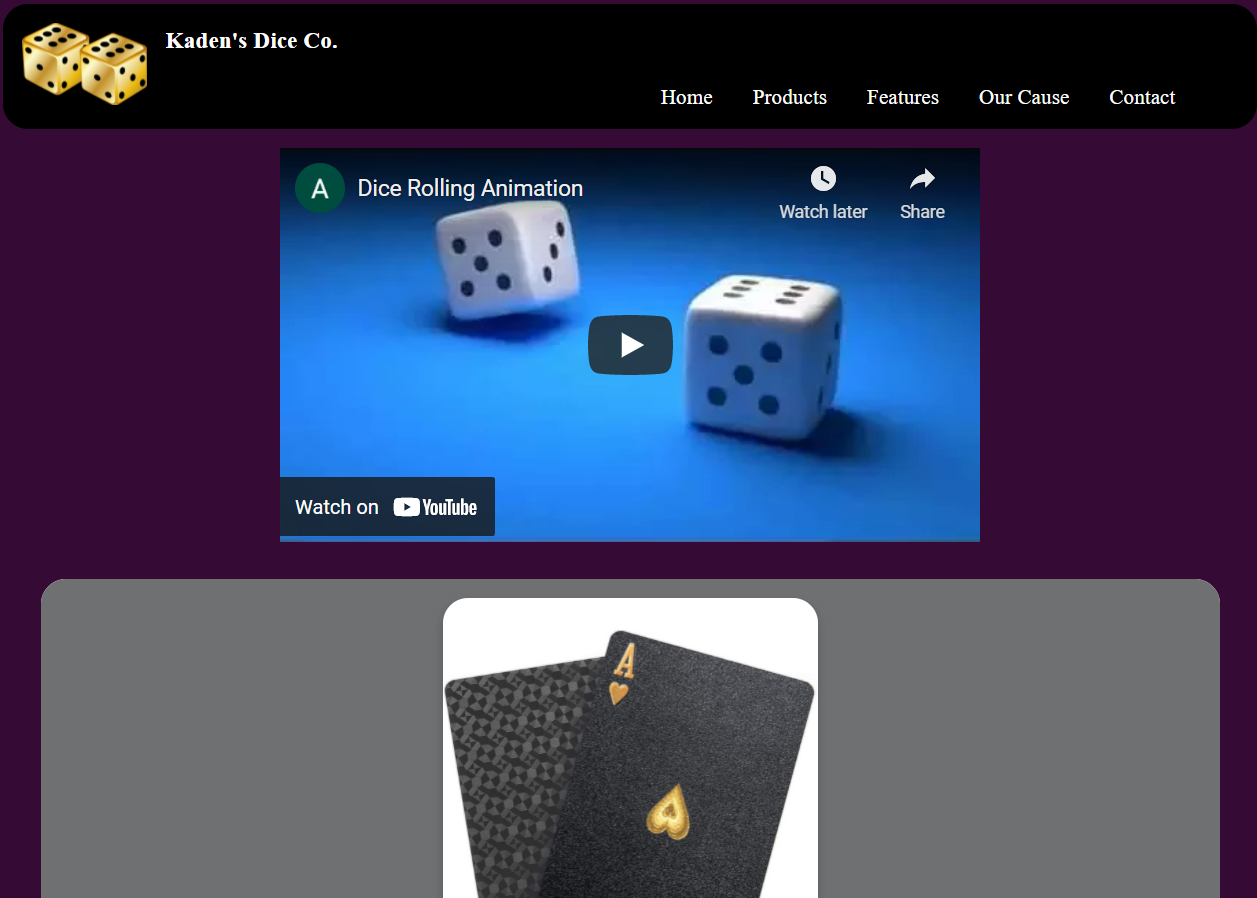 Kaden's Dice Co.
Home Products Features Our Cause Contact
A Dice Rolling Animation
Watch later Share
Watch on YouTube
A